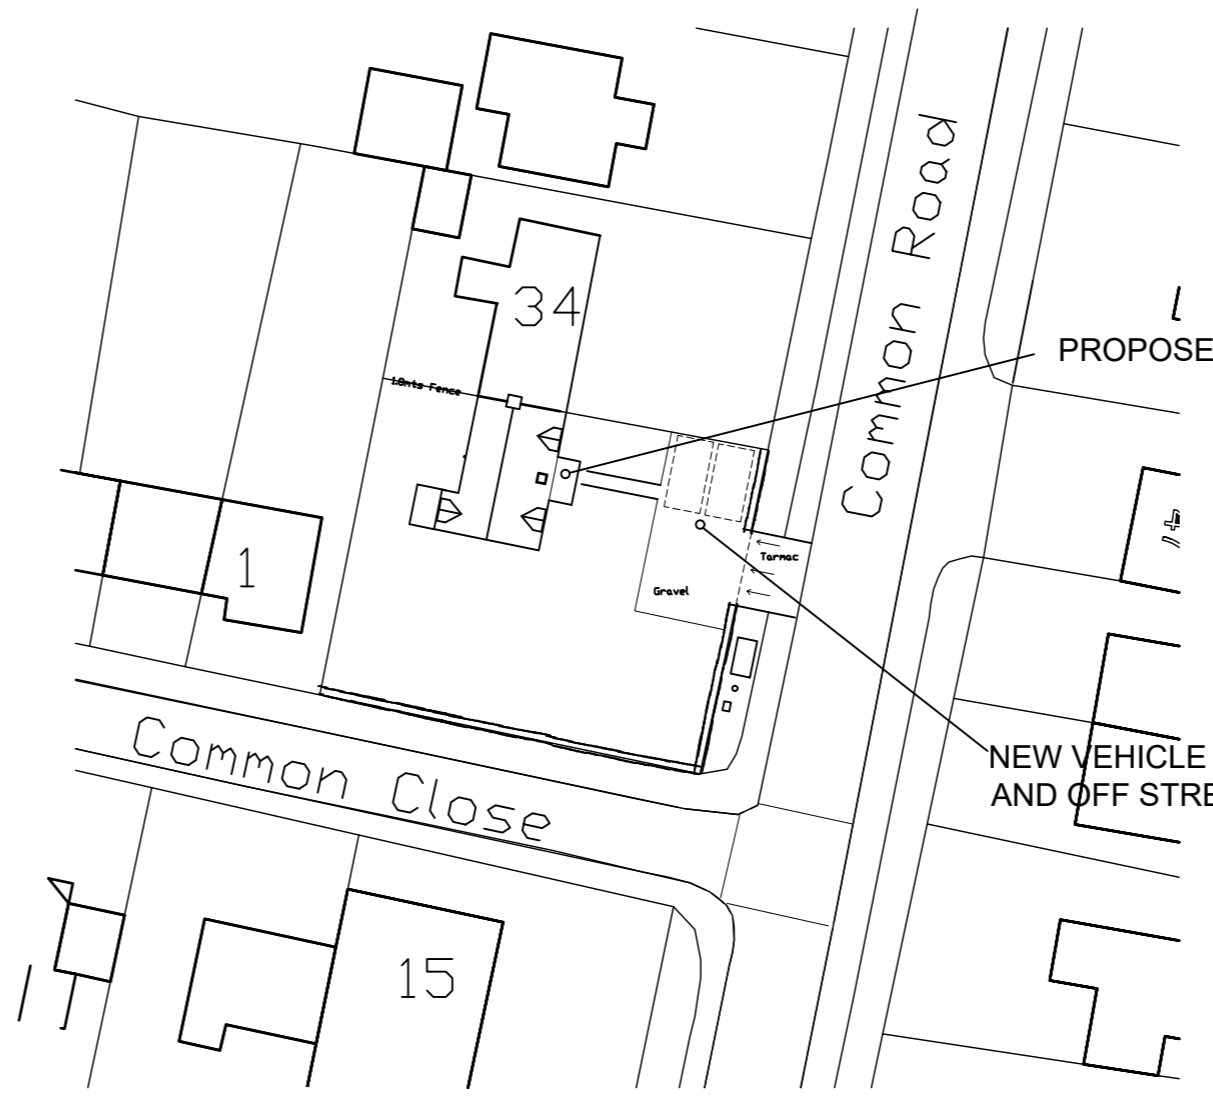 Common Road
34
PROPOSE
1.8mts Fence
Tarmac
1
Gravel
NEW VEHICLE
AND OFF STRE
Common Close
15